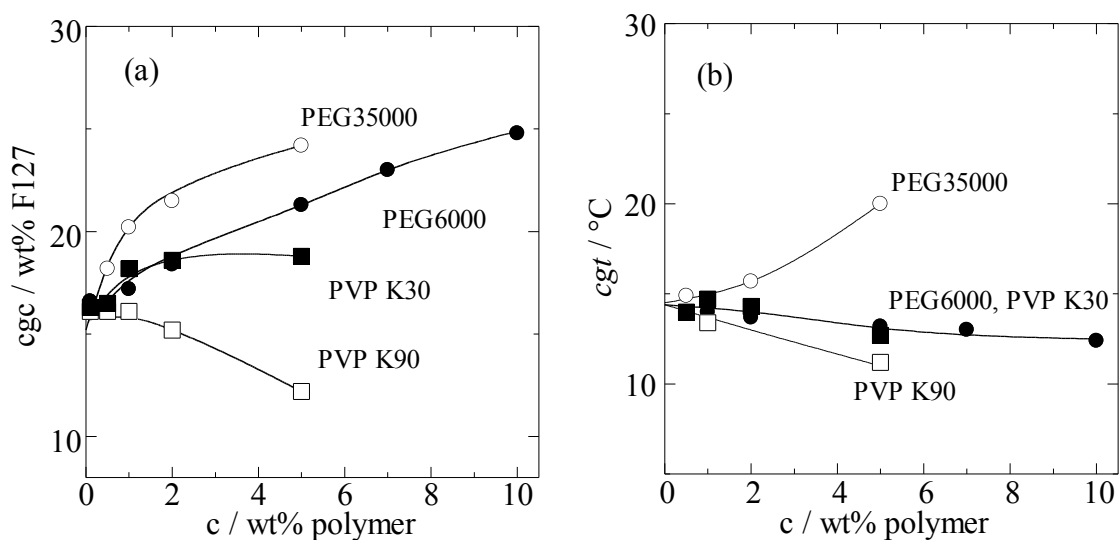 30
(a)
PEG35000
20
PEG6000
PVP K30
PVP K90
10
cgc / wt% F127
0 2 4 6 8 10
c / wt% polymer
30
(b)
PEG35000
20
PEG6000, PVP K30
PVP K90
10
cgt / °C
0 2 4 6 8 10
c / wt% polymer